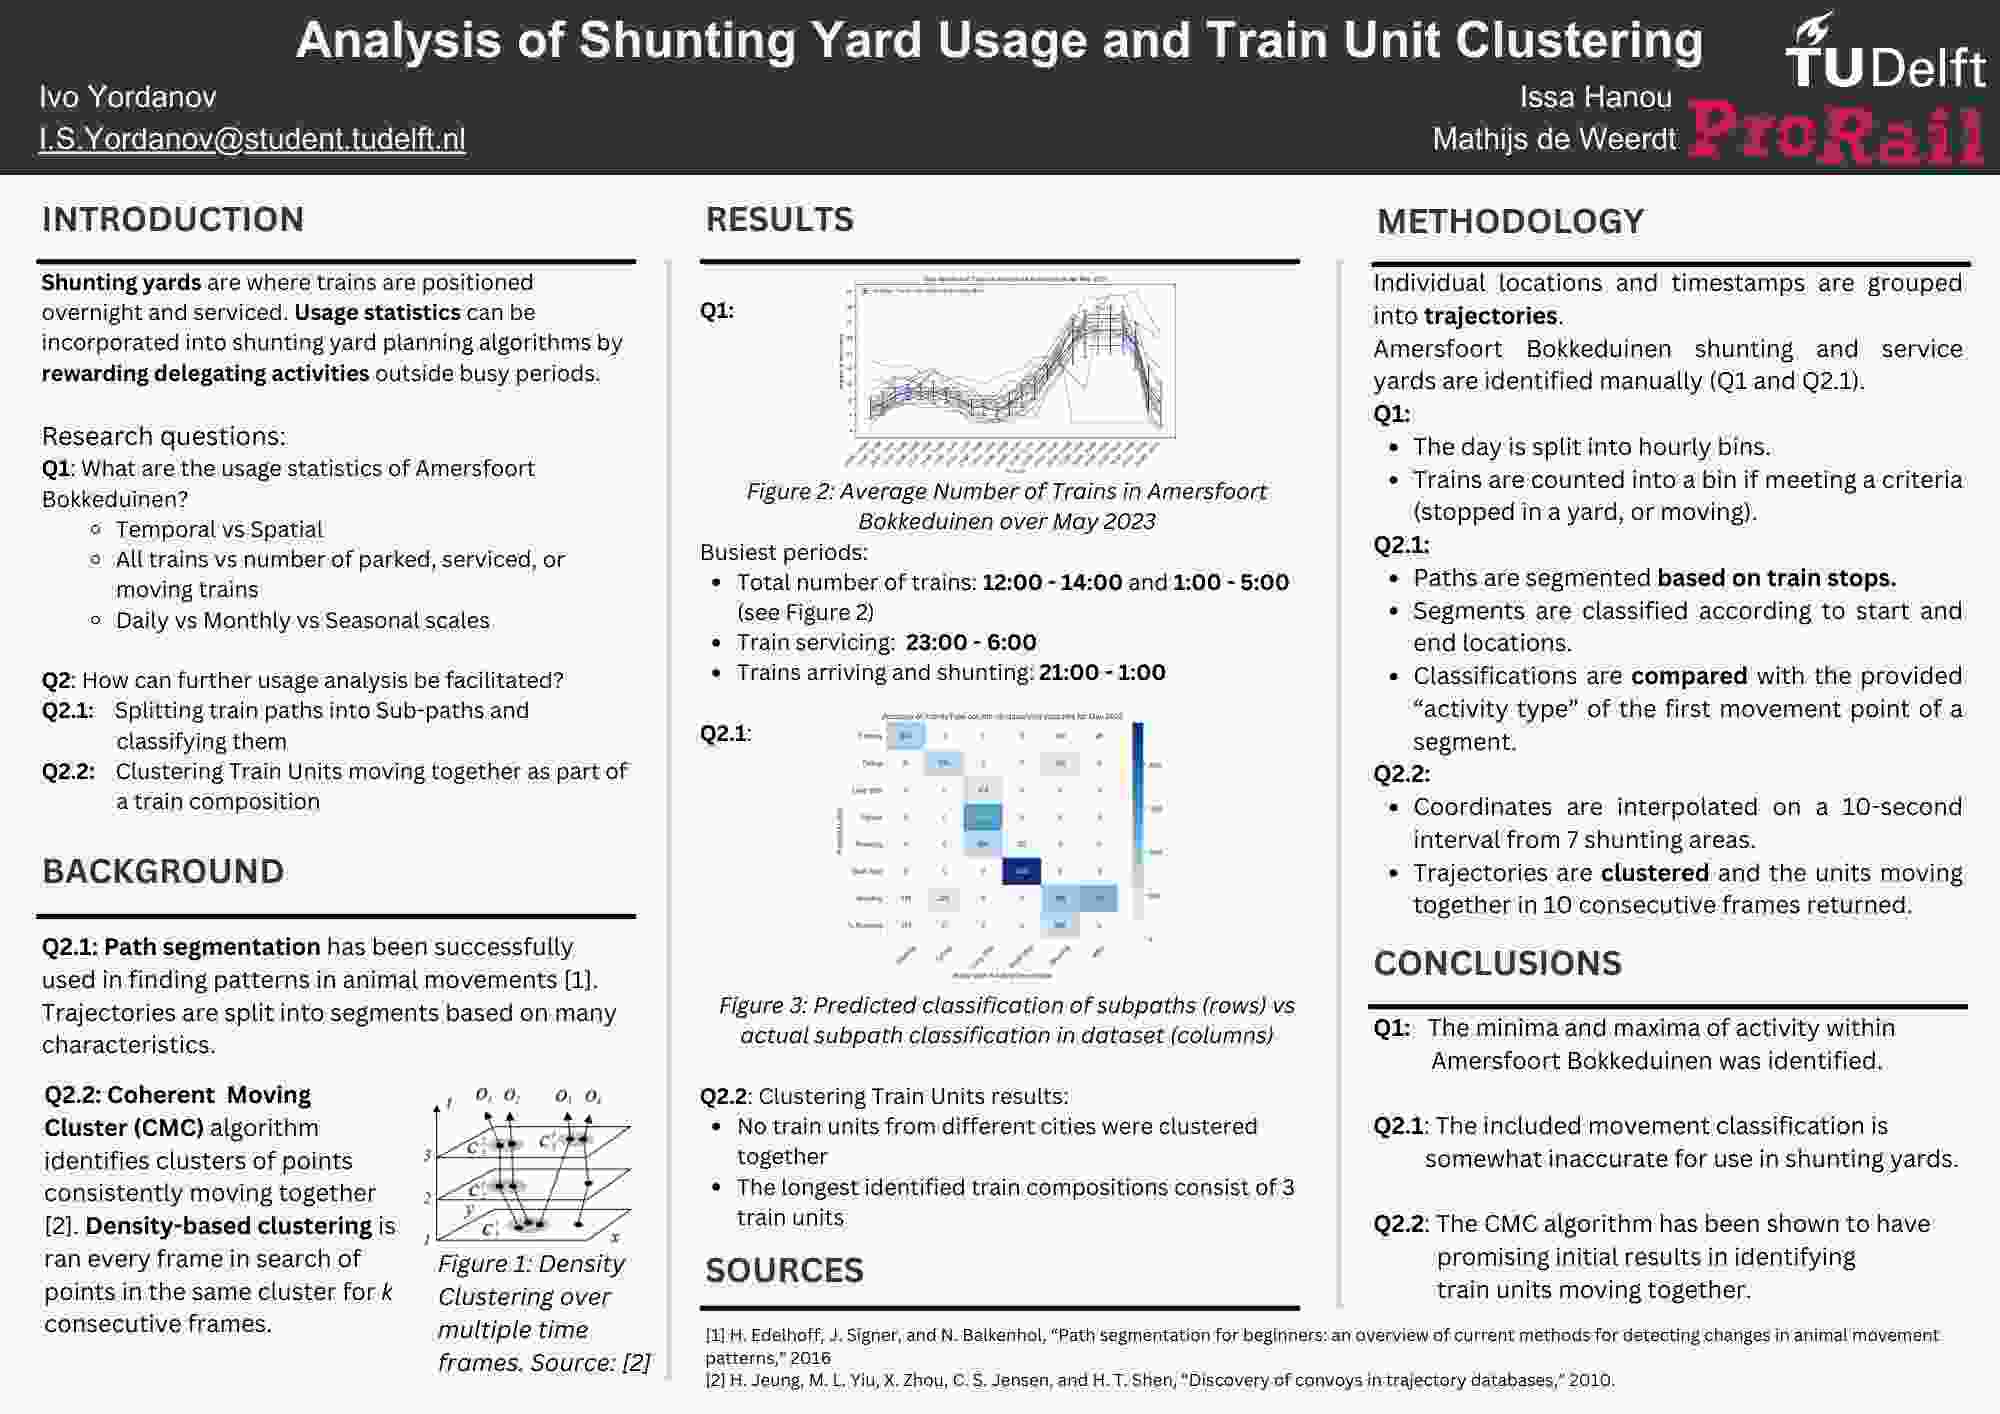 Analysis of Shunting Yard Usage and Train Unit Clustering
Ivo Yordanov
I.S.Yordanov@student.tudelft.nl
Issa Hanou
Mathijs de Weerdt
TUDelft
ProRail
INTRODUCTION
Shunting yards are where trains are positioned
overnight and serviced. Usage statistics can be
incorporated into shunting yard planning algorithms by
rewarding delegating activities outside busy periods.
Research questions:
Q1: What are the usage statistics of Amersfoort
Bokkeduinen?
Temporal vs Spatial
All trains vs number of parked, serviced, or
moving trains
Daily vs Monthly vs Seasonal scales
Q2: How can further usage analysis be facilitated?
Q2.1: Splitting train paths into Sub-paths and
classifying them
Q2.2: Clustering Train Units moving together as part of
a train composition
BACKGROUND
Q2.1: Path segmentation has been successfully
used in finding patterns in animal movements [1].
Trajectories are split into segments based on many
characteristics.
Q2.2: Coherent Moving
Cluster (CMC) algorithm
identifies clusters of points
consistently moving together
[2]. Density-based clustering is
ran every frame in search of
points in the same cluster for k
consecutive frames.
t
3
2
1
y
x
Figure 1: Density
Clustering over
multiple time
frames. Source: [2]
RESULTS
Q1:
Figure 2: Average Number of Trains in Amersfoort
Bokkeduinen over May 2023
Busiest periods:
Total number of trains: 12:00 - 14:00 and 1:00 - 5:00
(see Figure 2)
Train servicing: 23:00 - 6:00
Trains arriving and shunting: 21:00 - 1:00
Q2.1:
Figure 3: Predicted classification of subpaths (rows) vs
actual subpath classification in dataset (columns)
Q2.2: Clustering Train Units results:
No train units from different cities were clustered
together
The longest identified train compositions consist of 3
train units
SOURCES
[1] H. Edelhoff, J. Signer, and N. Balkenhol, “Path segmentation for beginners: an overview of current methods for detecting changes in animal movement
patterns,” 2016
[2] H. Jeung, M. L. Yiu, X. Zhou, C. S. Jensen, and H. T. Shen, “Discovery of convoys in trajectory databases,” 2010.
METHODOLOGY
Individual locations and timestamps are grouped
into trajectories.
Amersfoort Bokkeduinen shunting and service
yards are identified manually (Q1 and Q2.1).
Q1:
The day is split into hourly bins.
Trains are counted into a bin if meeting a criteria
(stopped in a yard, or moving).
Q2.1:
Paths are segmented based on train stops.
Segments are classified according to start and
end locations.
Classifications are compared with the provided
“activity type” of the first movement point of a
segment.
Q2.2:
Coordinates are interpolated on a 10-second
interval from 7 shunting areas.
Trajectories are clustered and the units moving
together in 10 consecutive frames returned.
CONCLUSIONS
Q1: The minima and maxima of activity within
Amersfoort Bokkeduinen was identified.
Q2.1: The included movement classification is
somewhat inaccurate for use in shunting yards.
Q2.2: The CMC algorithm has been shown to have
promising initial results in identifying
train units moving together.